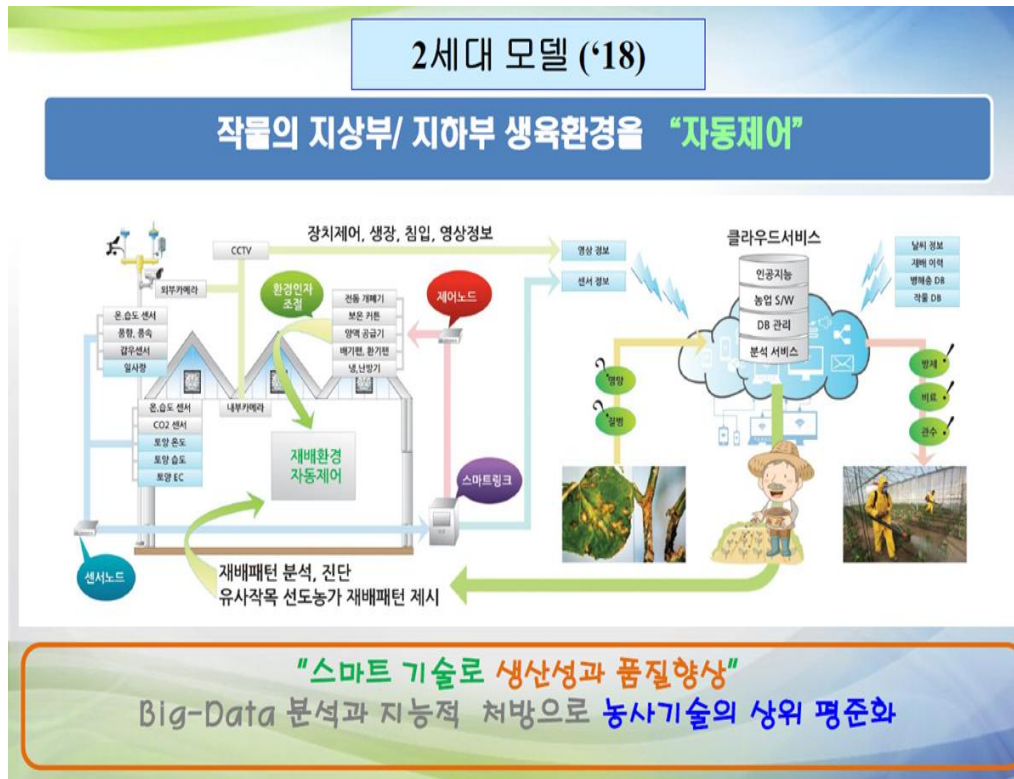 2세대 모델 (‘18)
작물의 지상부/ 지하부 생육환경을 “자동제어”
장치제어, 생장, 침입, 영상정보
CCTV
외부카메라
온.습도 센서
풍향, 풍속
감우센서
일사량
환경인자
조절
전동 개폐기
보온 커튼
양액 공급기
배기팬, 환기팬
냉,난방기
제어노드
온.습도 센서
CO2 센서
토양 온도
토양 습도
토양 EC
내부카메라
재배환경
자동제어
스마트링크
센서노드
영상 정보
센서 정보
클라우드서비스
인공지능
농업 S/W
DB 관리
분석 서비스
날씨 정보
재배 이력
병해충 DB
작물 DB
영양
질병
방제
비료
관수
재배패턴 분석, 진단
유사작목 선도농가 재배패턴 제시
"스마트 기술로 생산성과 품질향상"
Big-Data 분석과 지능적 처방으로 농사기술의 상위 평준화